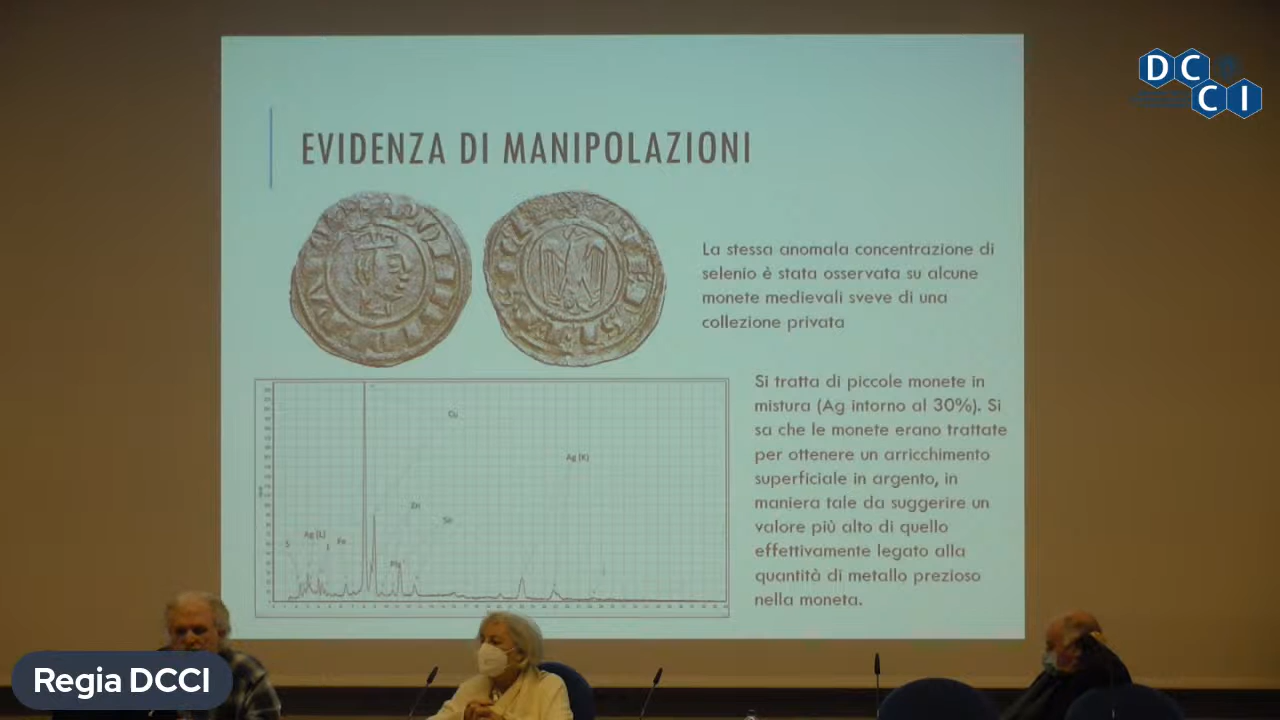 DC
CI
EVIDENZA DI MANIPOLAZIONI
La stessa anomala concentrazione di
selenio è stata osservata su alcune
monete medievali sveve di una
collezione privata
Si tratta di piccole monete in
mistura (Ag intorno al 30%). Si
sa che le monete erano trattate
per ottenere un arricchimento
superficiale in argento, in
maniera tale da suggerire un
valore più alto di quello
effettivamente legato alla
quantità di metallo prezioso
nella moneta.
Cu
Ag (K)
Zn
Se
Ag (L)
Fe
S
Regia DCCI